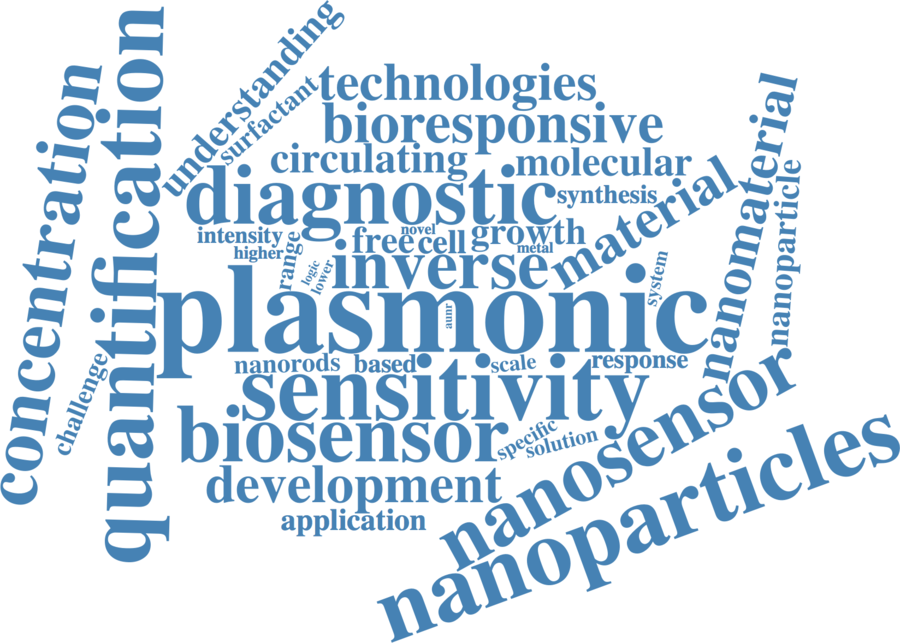 understanding
surfactant
technologies
bioresponsive
concentration
quantification
circulating
molecular
nanomaterial
diagnostic
synthesis
material
nanoparticle
intensity
novel
free cell
growth
higher
range
metal
logic
lower
inverse
system
plasmonic
aunr
challenge
nanorods
based
scale
response
sensitivity
biosensor
specific
solution
nanosensor
development
application
nanoparticles